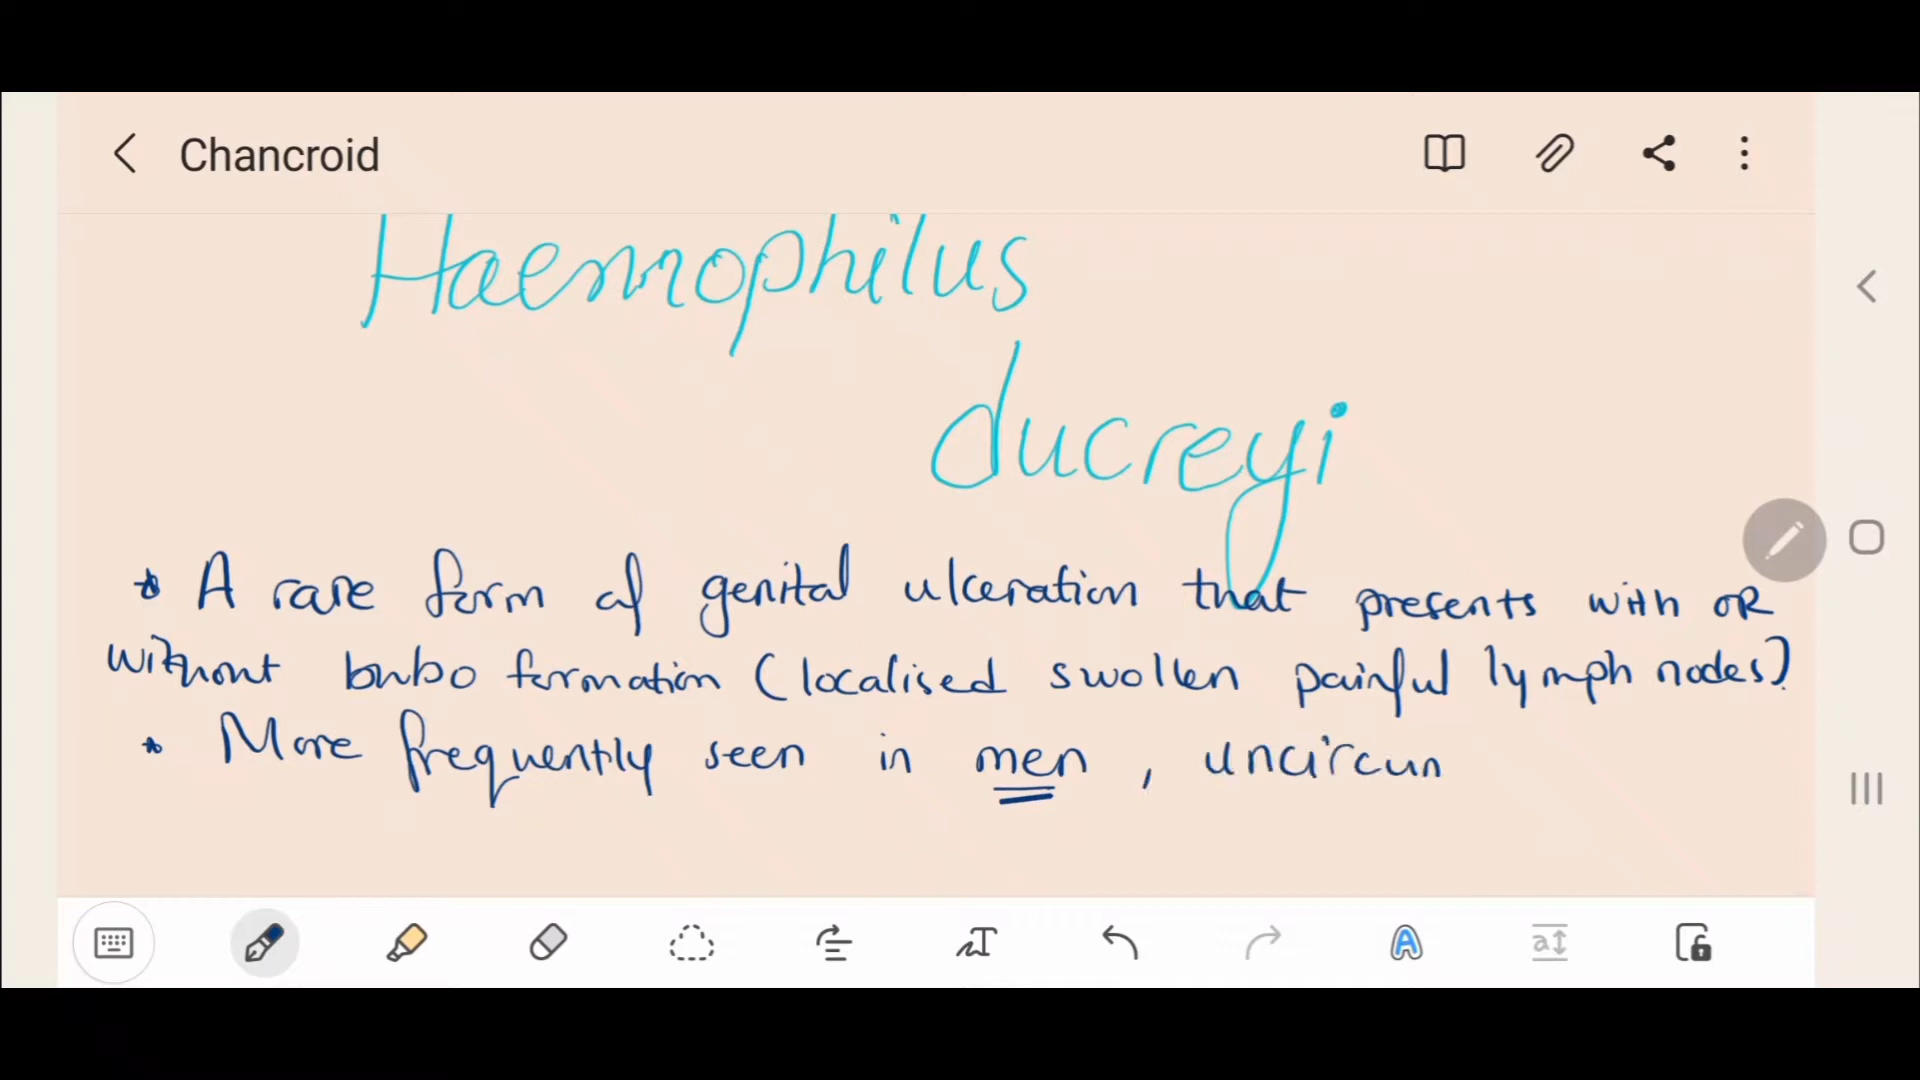 Chancroid
Haemophilus
ducreyi
* A rare form of genital ulceration that presents with or
without bubo formation (localised swollen painful lymph nodes)
* More frequently seen in men, uncircum